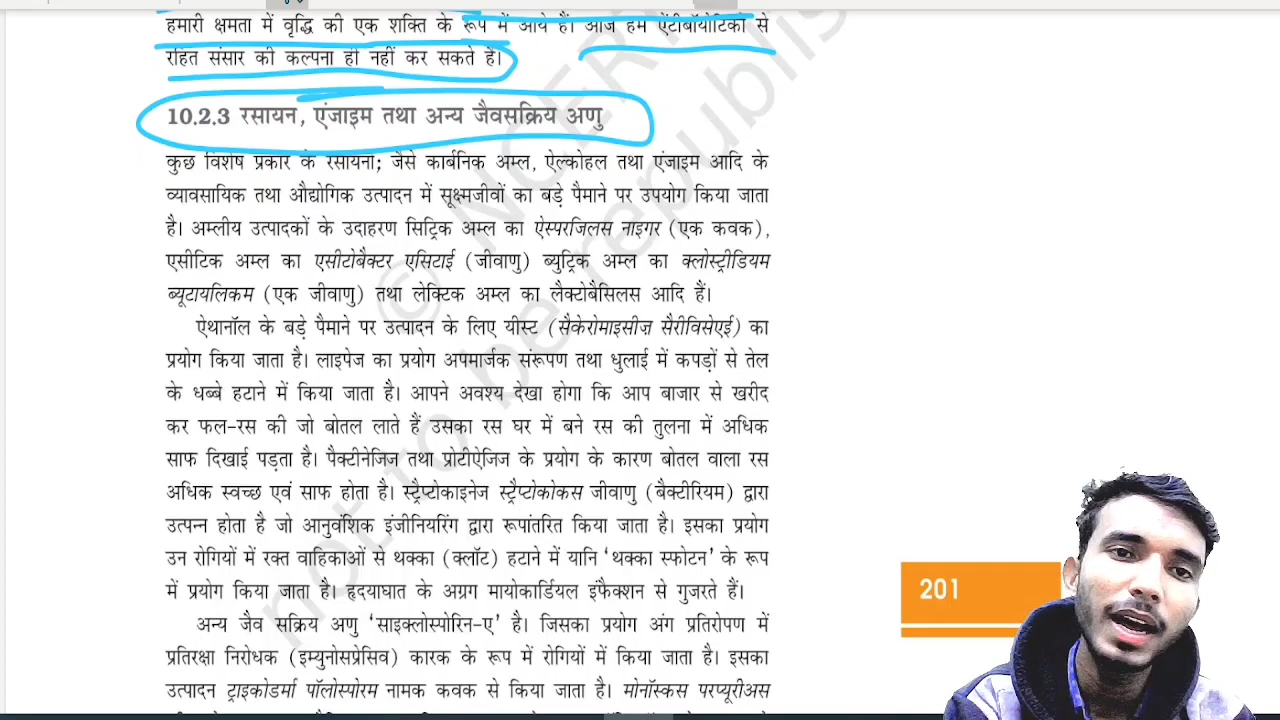 हमारी क्षमता में वृद्धि की एक शक्ति के रूप में आये हैं। आज हम ऐंटीबॉयोटिकों से
रहित संसार की कल्पना ही नहीं कर सकते हैं।
10.2.3 रसायन, एंजाइम तथा अन्य जैवसक्रिय अणु
कुछ विशेष प्रकार के रसायनों; जैसे कार्बनिक अम्ल, ऐल्कोहल तथा एंजाइम आदि के
व्यावसायिक तथा औद्योगिक उत्पादन में सूक्ष्मजीवों का बड़े पैमाने पर उपयोग किया जाता
है। अम्लीय उत्पादकों के उदाहरण सिट्रिक अम्ल का ऐस्परजिलस नाइगर (एक कवक),
एसीटिक अम्ल का एसीटोबैक्टर एसिटाई (जीवाणु) ब्युट्रिक अम्ल का क्लोस्ट्रीडियम
ब्यूटायलिकम (एक जीवाणु) तथा लेक्टिक अम्ल का लैक्टोबैसिलस आदि हैं।
ऐथानॉल के बड़े पैमाने पर उत्पादन के लिए यीस्ट (सैकेरोमाइसीज़ सैरीविसेएई) का
प्रयोग किया जाता है। लाइपेज का प्रयोग अपमार्जक संरूपण तथा धुलाई में कपड़ों से तेल
के धब्बे हटाने में किया जाता है। आपने अवश्य देखा होगा कि आप बाजार से खरीद
कर फल-रस की जो बोतल लाते हैं उसका रस घर में बने रस की तुलना में अधिक
साफ दिखाई पड़ता है। पैक्टीनेजिज तथा प्रोटीऐजिज के प्रयोग के कारण बोतल वाला रस
अधिक स्वच्छ एवं साफ होता है। स्ट्रैप्टोकाइनेज स्ट्रैप्टोकोकस जीवाणु (बैक्टीरियम) द्वारा
उत्पन्न होता है जो आनुवंशिक इंजीनियरिंग द्वारा रूपांतरित किया जाता है। इसका प्रयोग
उन रोगियों में रक्त वाहिकाओं से थक्का (क्लॉट) हटाने में यानि 'थक्का स्फोटन' के रूप
में प्रयोग किया जाता है। हृदयाघात के अग्रग मायोकार्डियल इंफैक्शन से गुजरते हैं।
अन्य जैव सक्रिय अणु 'साइक्लोस्पोरिन-ए' है। जिसका प्रयोग अंग प्रतिरोपण में
प्रतिरक्षा निरोधक (इम्युनोसप्रेसिव) कारक के रूप में रोगियों में किया जाता है। इसका
उत्पादन ट्राइकोडर्मा पॉलोस्पोरम नामक कवक से किया जाता है। मोनॉस्कस परप्यूरीअस
201
© NCERT
not to be republis